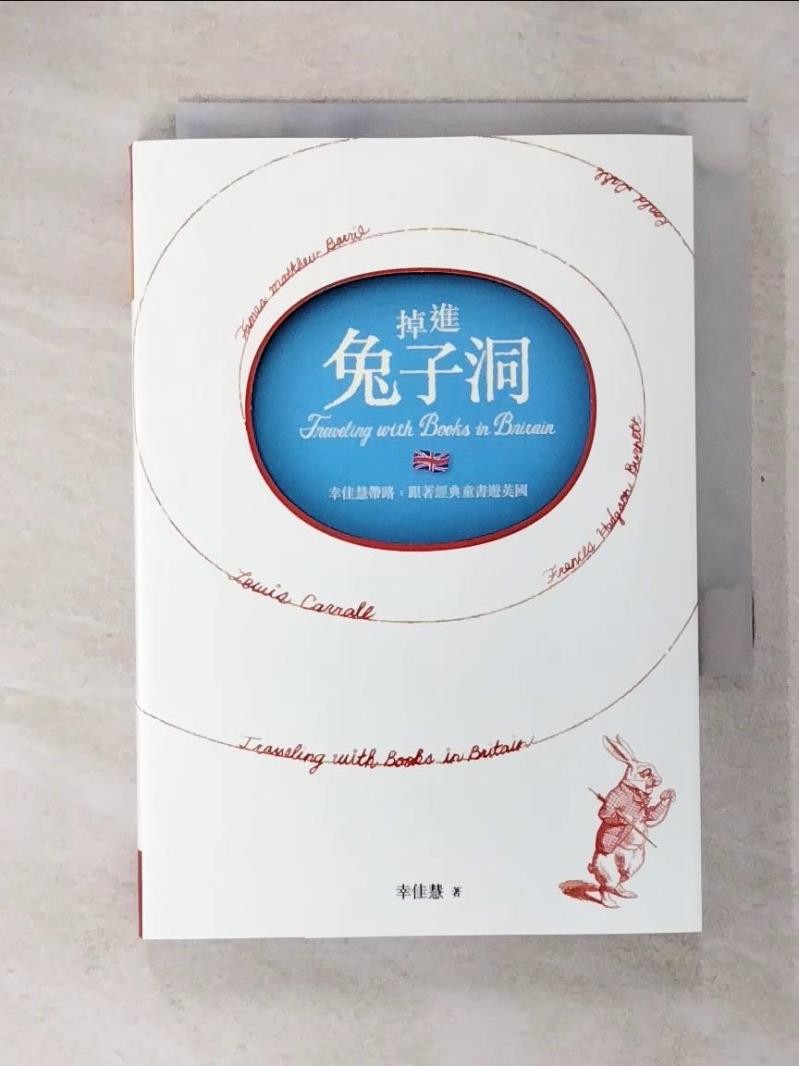 Roald Dahl
James Matthew Barrie
掉進
兔子洞
Traveling with Books in Britain
幸佳慧帶路,跟著經典童書遊英國
Frances Hodgson Burnett
Lowis Carroll
Traveling with Books in Britain
幸佳慧 著